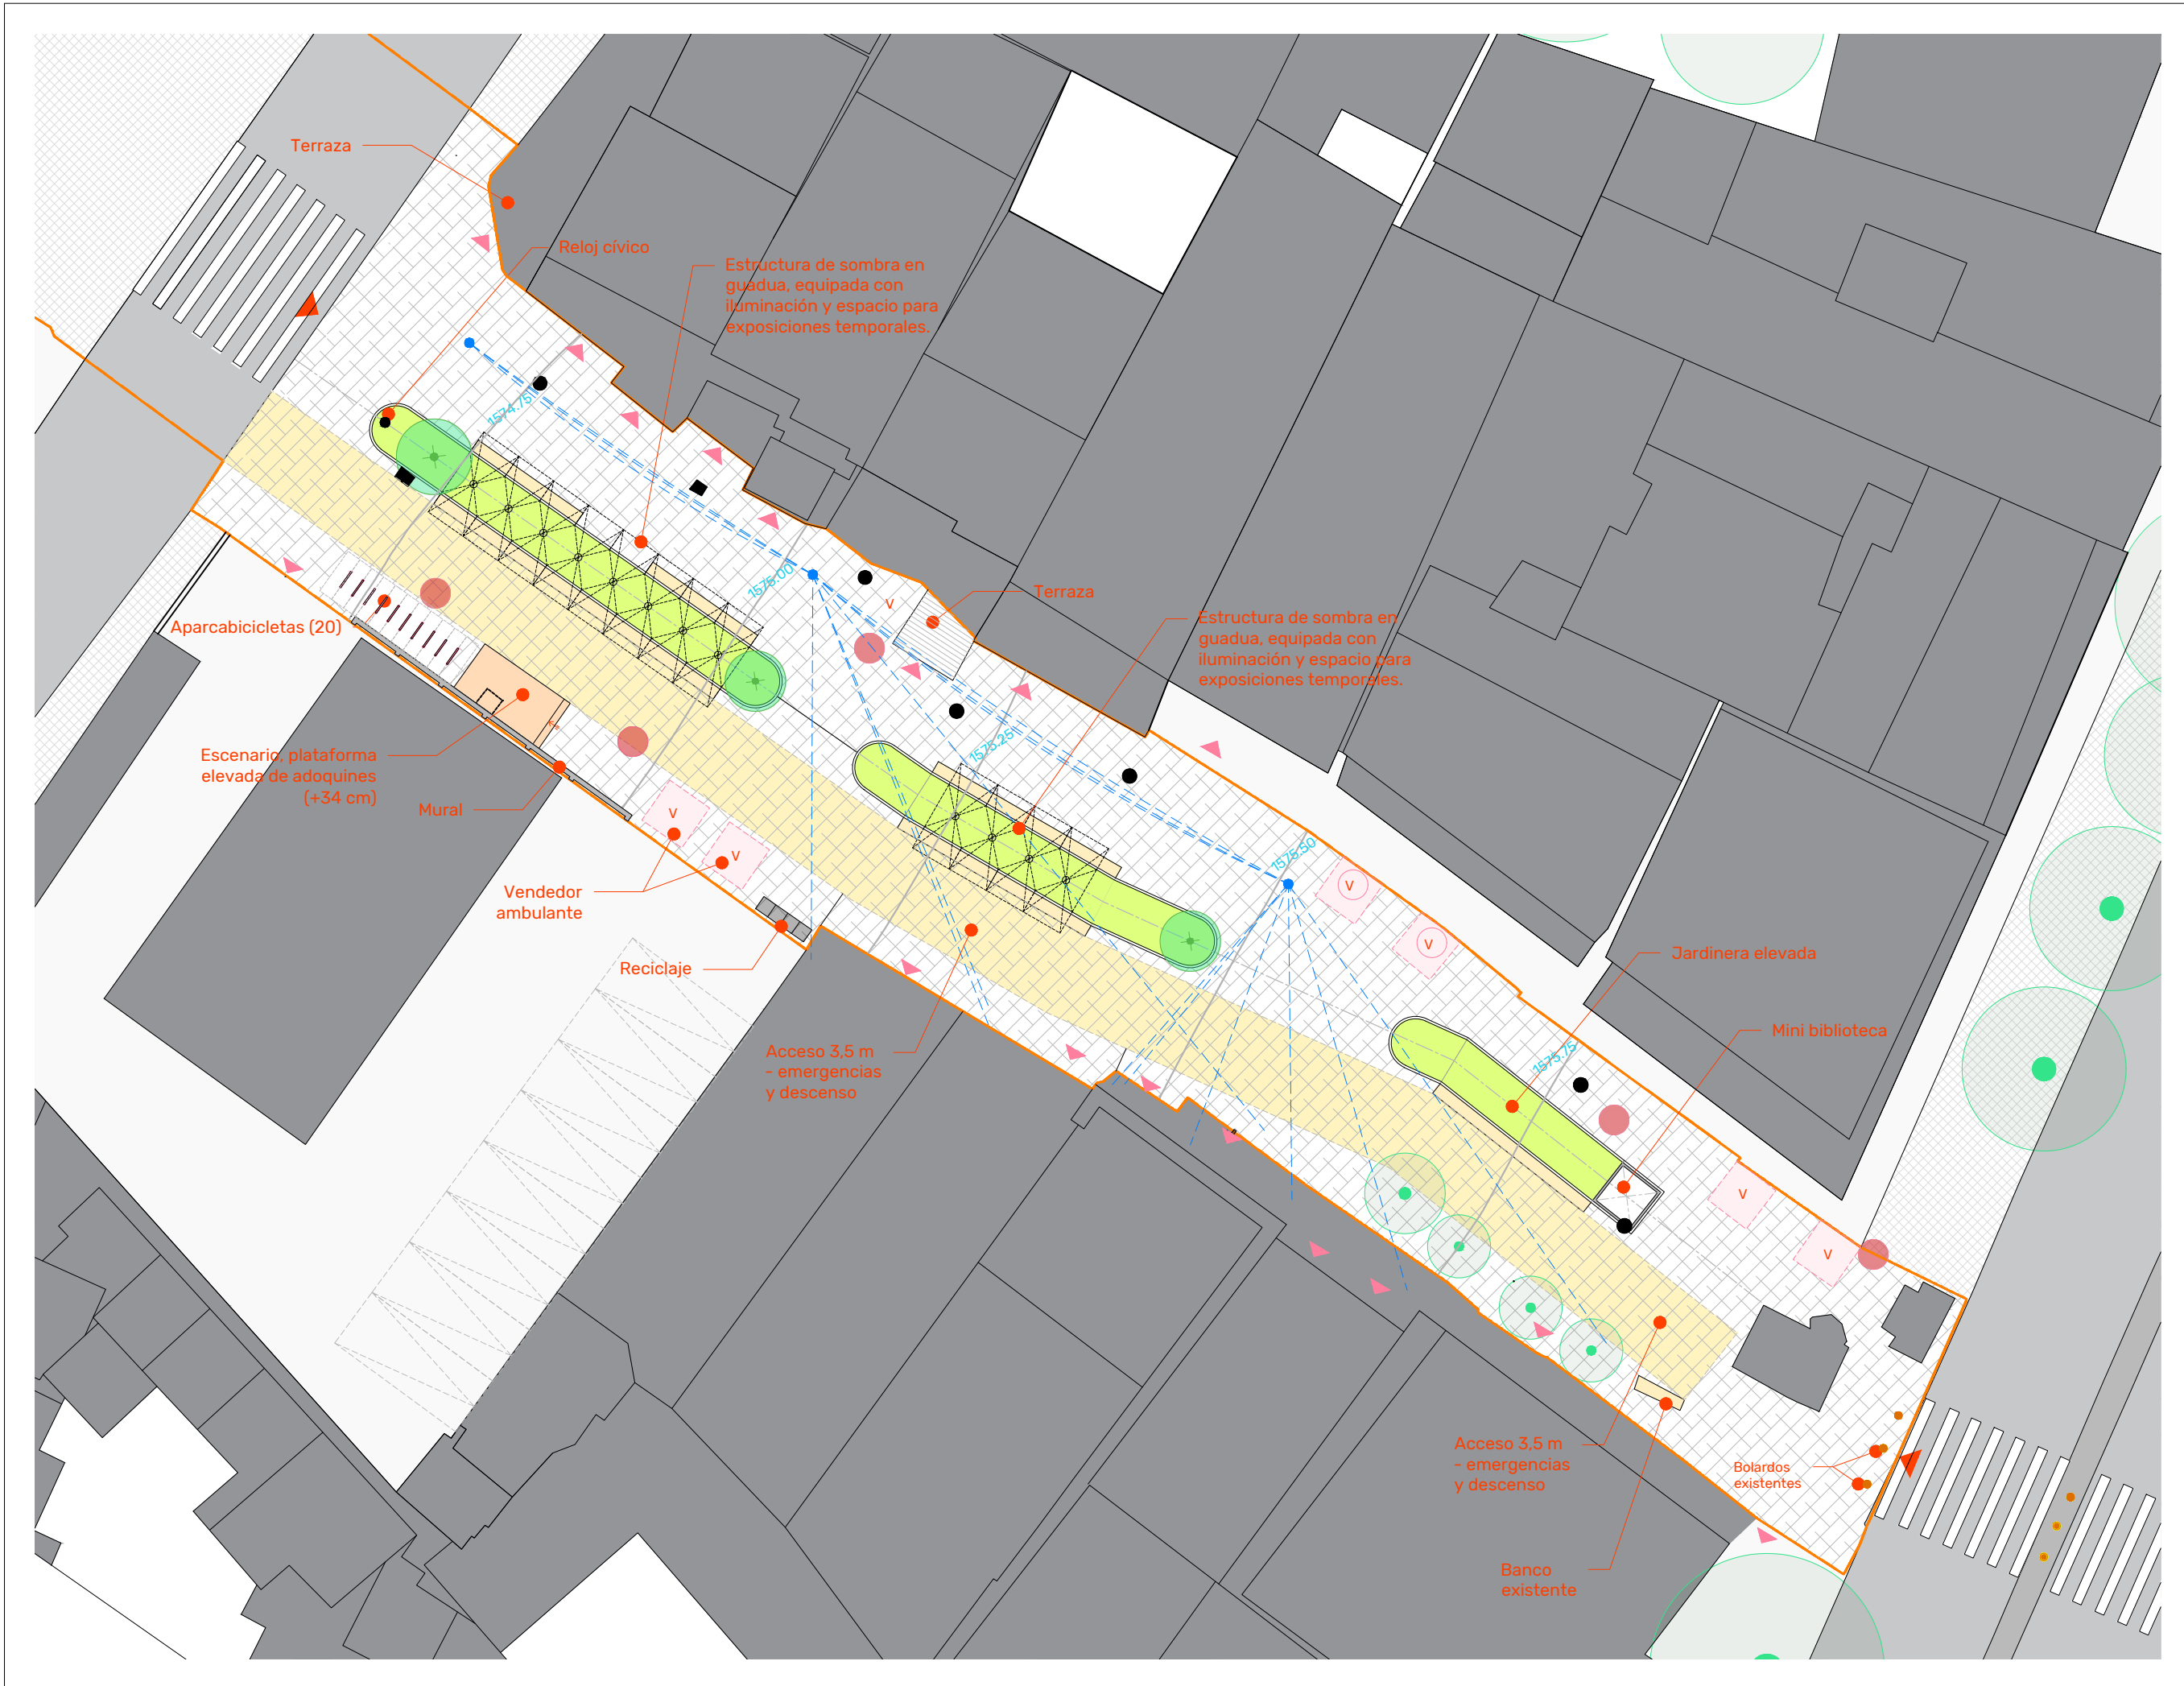 Terraza
Reloj cívico
Estructura de sombra en
guadua, equipada con
iluminación y espacio para
exposiciones temporales.
1574.75
1575.00
V
Terraza
Estructura de sombra en
guadua, equipada con
iluminación y espacio para
exposiciones temporales.
Aparcabicicletas (20)
1575.25
Escenario, plataforma
elevada de adoquines
(+34 cm)
Mural
V
V
1575.50
Vendedor
ambulante
V
V
Reciclaje
Jardinera elevada
Mini biblioteca
1575.75
Acceso 3,5 m
- emergencias
y descenso
V
V
Acceso 3,5 m
- emergencias
y descenso
Bolardos
existentes
Banco
existente